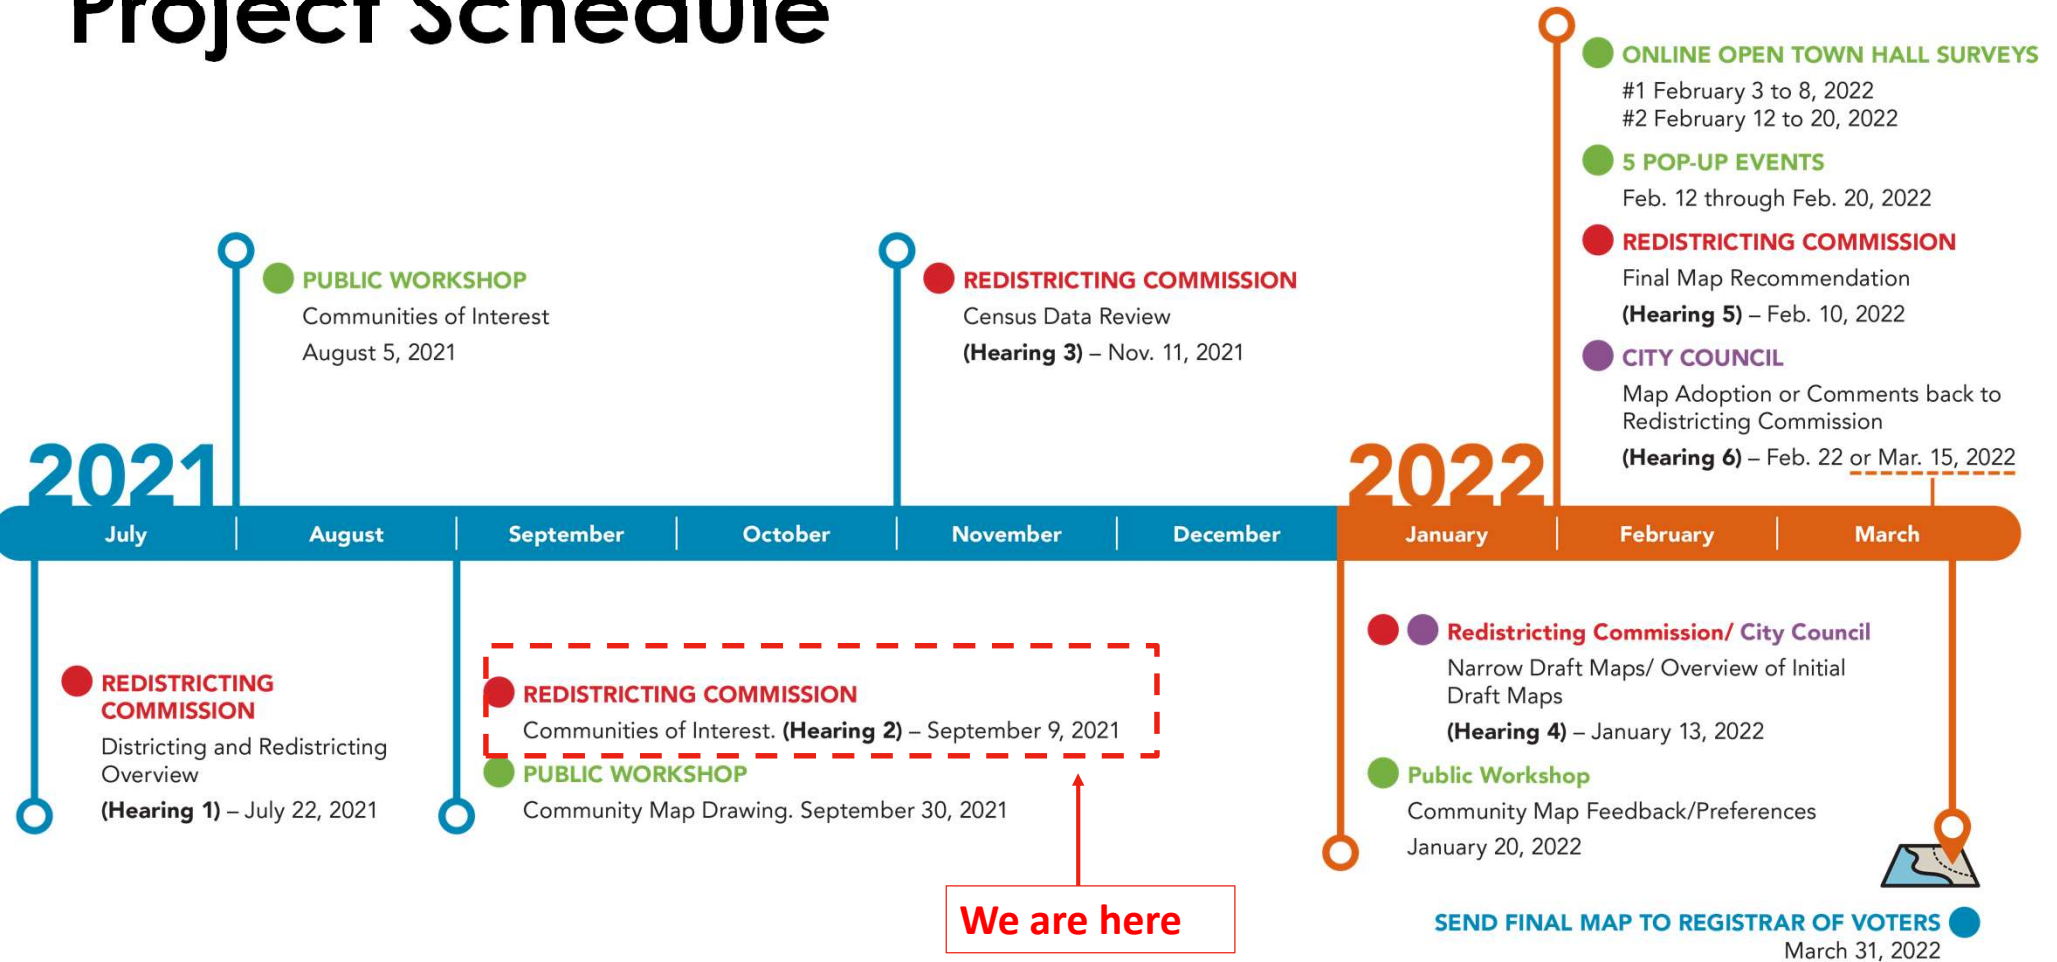 Project Schedule
ONLINE OPEN TOWN HALL SURVEYS
#1 February 3 to 8, 2022
#2 February 12 to 20, 2022
5 POP-UP EVENTS
Feb. 12 through Feb. 20, 2022
REDISTRICTING COMMISSION
Final Map Recommendation
(Hearing 5) – Feb. 10, 2022
CITY COUNCIL
Map Adoption or Comments back to
Redistricting Commission
(Hearing 6) – Feb. 22 or Mar. 15, 2022
PUBLIC WORKSHOP
Communities of Interest
August 5, 2021
REDISTRICTING COMMISSION
Census Data Review
(Hearing 3) – Nov. 11, 2021
2021
2022
July August September October November December January February March
REDISTRICTING
COMMISSION
Districting and Redistricting
Overview
(Hearing 1) – July 22, 2021
REDISTRICTING COMMISSION
Communities of Interest. (Hearing 2) – September 9, 2021
PUBLIC WORKSHOP
Community Map Drawing. September 30, 2021
We are here
Redistricting Commission/ City Council
Narrow Draft Maps/ Overview of Initial
Draft Maps
(Hearing 4) – January 13, 2022
Public Workshop
Community Map Feedback/Preferences
January 20, 2022
SEND FINAL MAP TO REGISTRAR OF VOTERS
March 31, 2022